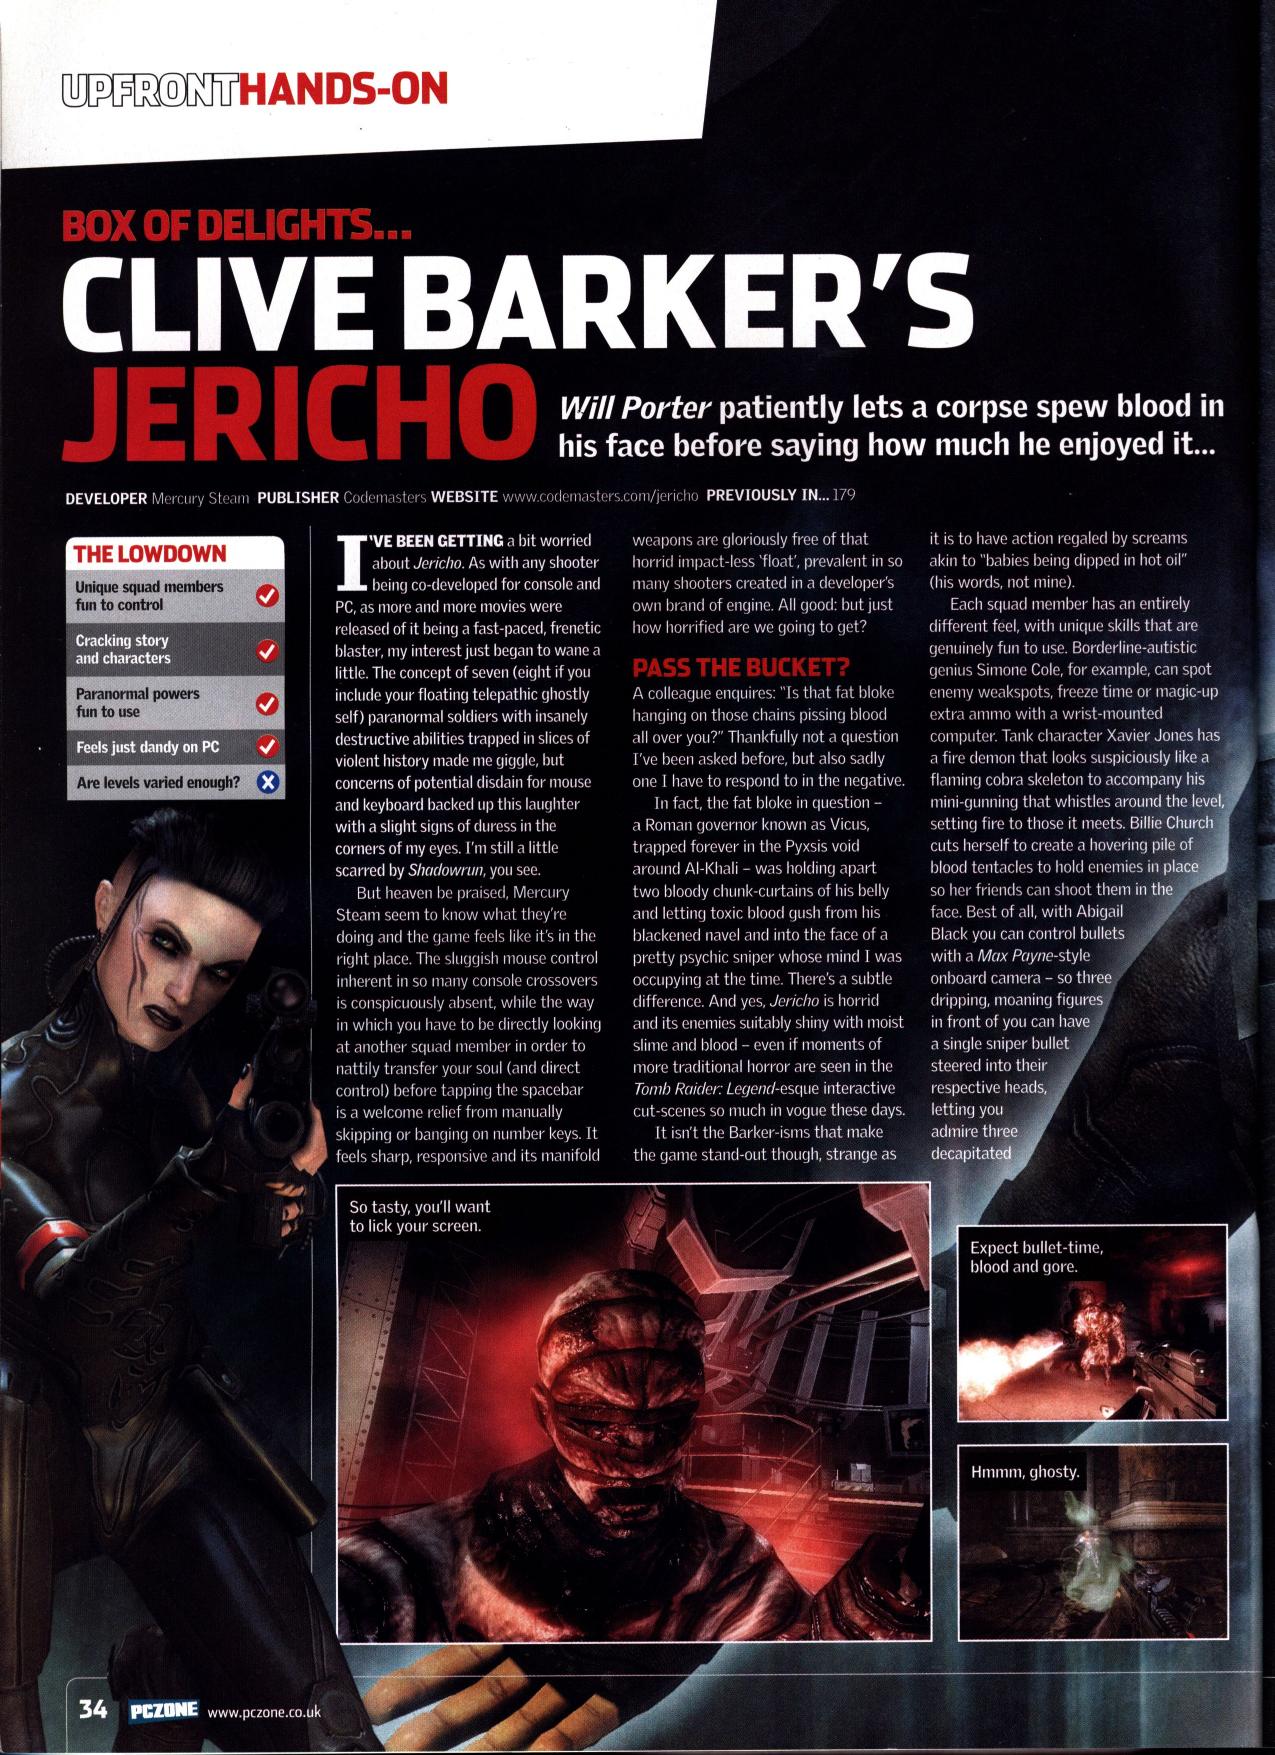 UPFRONTHANDS-ON
BOX OF DELIGHTS...
CLIVE BARKER'S
JERICHO
Will Porter patiently lets a corpse spew blood in
his face before saying how much he enjoyed it...
DEVELOPER Mercury Steam PUBLISHER Codemasters WEBSITE www.codemasters.com/jericho PREVIOUSLY IN... 179
THE LOWDOWN
Unique squad members
fun to control
Cracking story
and characters
Paranormal powers
fun to use
Feels just dandy on PC
Are levels varied enough?
I'VE BEEN GETTING a bit worried
about Jericho. As with any shooter
being co-developed for console and
PC, as more and more movies were
released of it being a fast-paced, frenetic
blaster, my interest just began to wane a
little. The concept of seven (eight if you
include your floating telepathic ghostly
self) paranormal soldiers with insanely
destructive abilities trapped in slices of
violent history made me giggle, but
concerns of potential disdain for mouse
and keyboard backed up this laughter
with a slight signs of duress in the
corners of my eyes. I'm still a little
scarred by Shadowrun, you see.
But heaven be praised, Mercury
Steam seem to know what they're
doing and the game feels like it's in the
right place. The sluggish mouse control
inherent in so many console crossovers
is conspicuously absent, while the way
in which you have to be directly looking
at another squad member in order to
nattily transfer your soul (and direct
control) before tapping the spacebar
is a welcome relief from manually
skipping or banging on number keys. It
feels sharp, responsive and its manifold
weapons are gloriously free of that
horrid impact-less 'float', prevalent in so
many shooters created in a developer's
own brand of engine. All good: but just
how horrified are we going to get?
PASS THE BUCKET?
A colleague enquires: "Is that fat bloke
hanging on those chains pissing blood
all over you?" Thankfully not a question
I've been asked before, but also sadly
one I have to respond to in the negative.
In fact, the fat bloke in question –
a Roman governor known as Vicus,
trapped forever in the Pyxsis void
around Al-Khali – was holding apart
two bloody chunk-curtains of his belly
and letting toxic blood gush from his
blackened navel and into the face of a
pretty psychic sniper whose mind I was
occupying at the time. There's a subtle
difference. And yes, Jericho is horrid
and its enemies suitably shiny with moist
slime and blood – even if moments of
more traditional horror are seen in the
Tomb Raider: Legend-esque interactive
cut-scenes so much in vogue these days.
It isn't the Barker-isms that make
the game stand-out though, strange as
it is to have action regaled by screams
akin to "babies being dipped in hot oil"
(his words, not mine).
Each squad member has an entirely
different feel, with unique skills that are
genuinely fun to use. Borderline-autistic
genius Simone Cole, for example, can spot
enemy weakspots, freeze time or magic-up
extra ammo with a wrist-mounted
computer. Tank character Xavier Jones has
a fire demon that looks suspiciously like a
flaming cobra skeleton to accompany his
mini-gunning that whistles around the level,
setting fire to those it meets. Billie Church
cuts herself to create a hovering pile of
blood tentacles to hold enemies in place
so her friends can shoot them in the
face. Best of all, with Abigail
Black you can control bullets
with a Max Payne-style
onboard camera – so three
dripping, moaning figures
in front of you can have
a single sniper bullet
steered into their
respective heads,
letting you
admire three
decapitated
So tasty, you'll want
to lick your screen.
Expect bullet-time,
blood and gore.
Hmmm, ghosty.
34 PCZONE www.pczone.co.uk